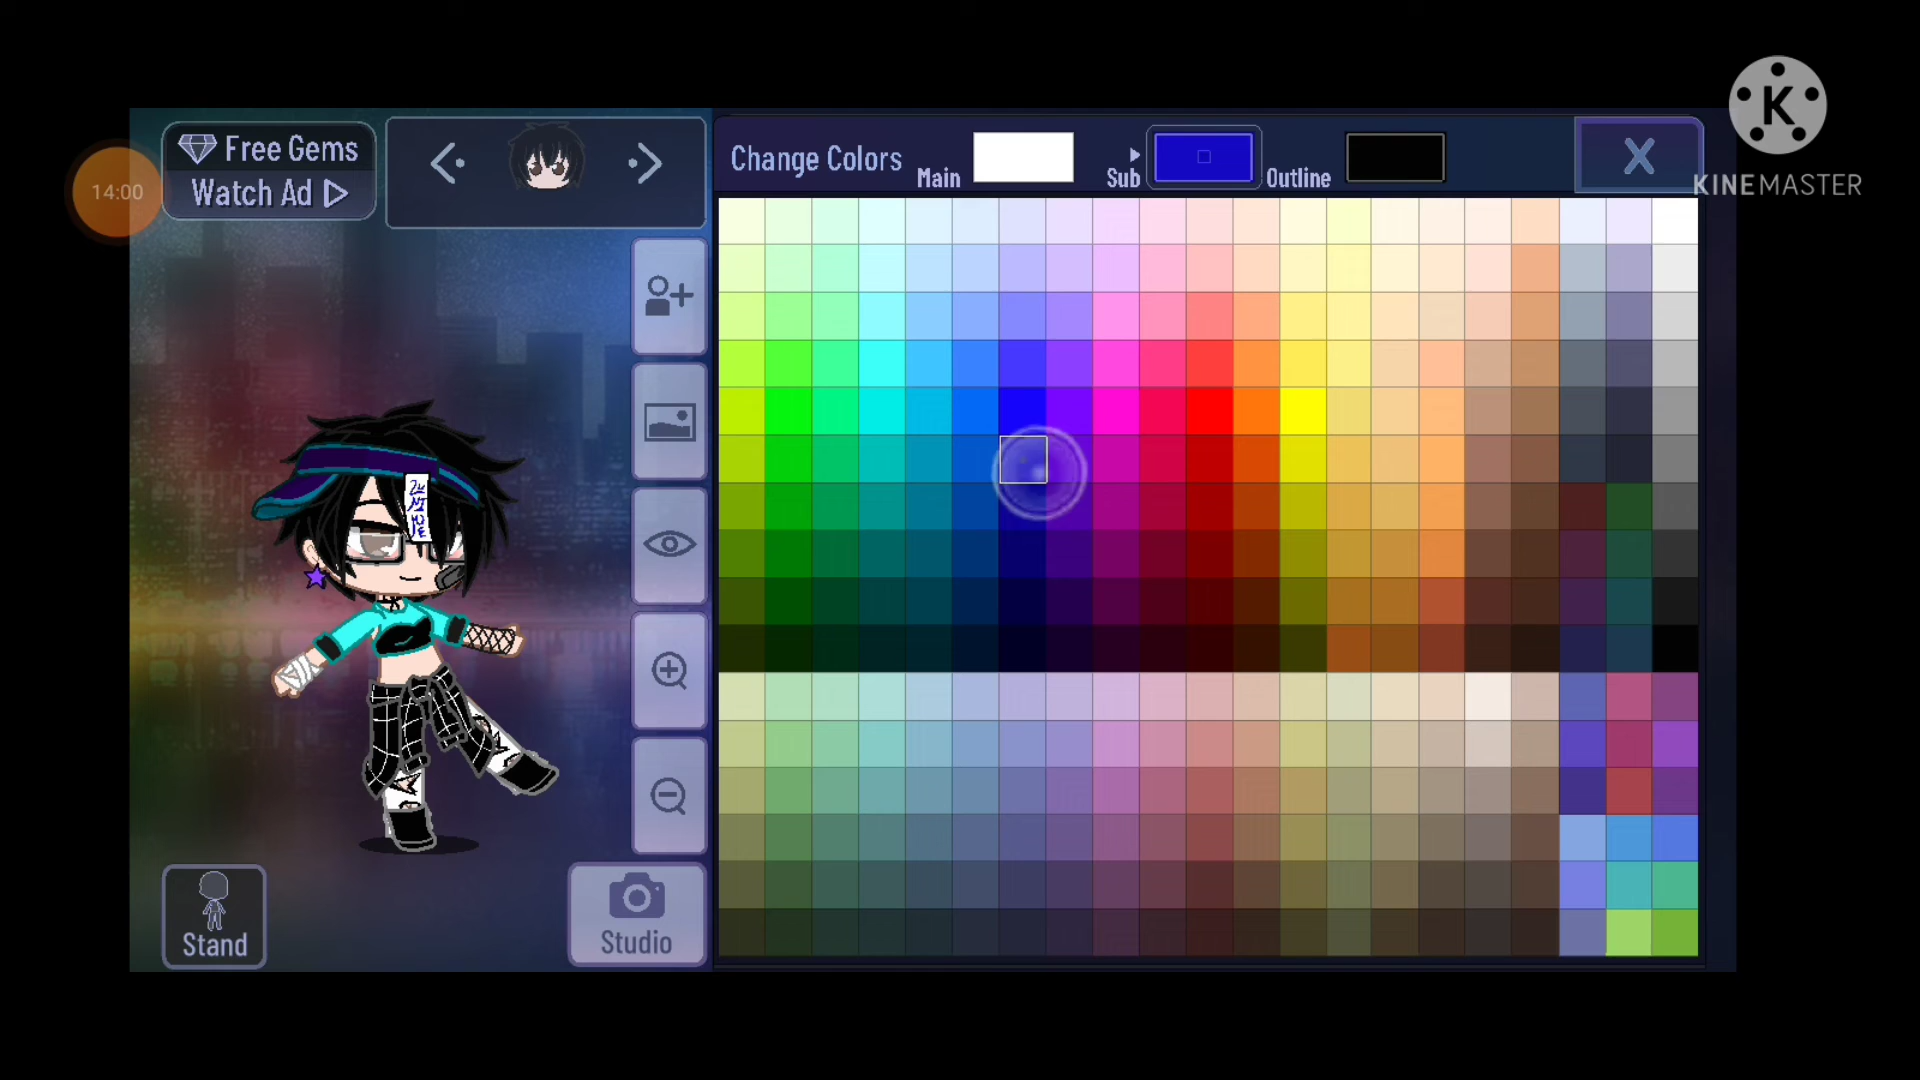 14:00
Free Gems
Watch Ad
Change Colors
Main
Sub
Outline
X
K
KINEMASTER
Stand
Studio